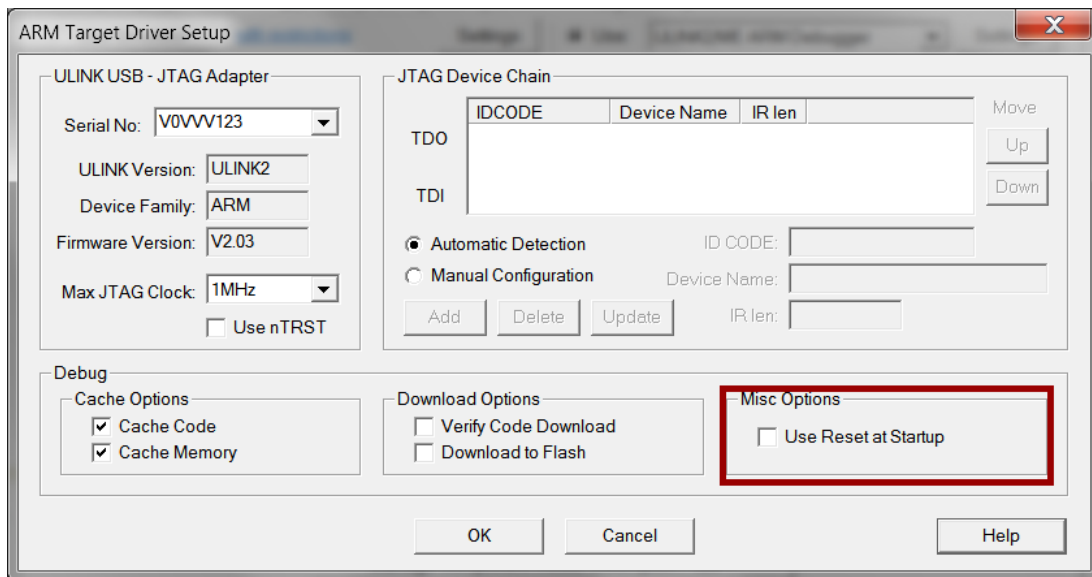 ARM Target Driver Setup
ULINK USB - JTAG Adapter
Serial No: V0VVV123
ULINK Version: ULINK2
Device Family: ARM
Firmware Version: V2.03
Max JTAG Clock: 1MHz
Use nTRST
JTAG Device Chain
IDCODE Device Name IR len
Move
TDO
Up
TDI
Down
Automatic Detection
ID CODE:
Manual Configuration
Device Name:
Add Delete Update
IR len:
Debug
Cache Options
Cache Code
Cache Memory
Download Options
Verify Code Download
Download to Flash
Misc Options
Use Reset at Startup
OK Cancel Help